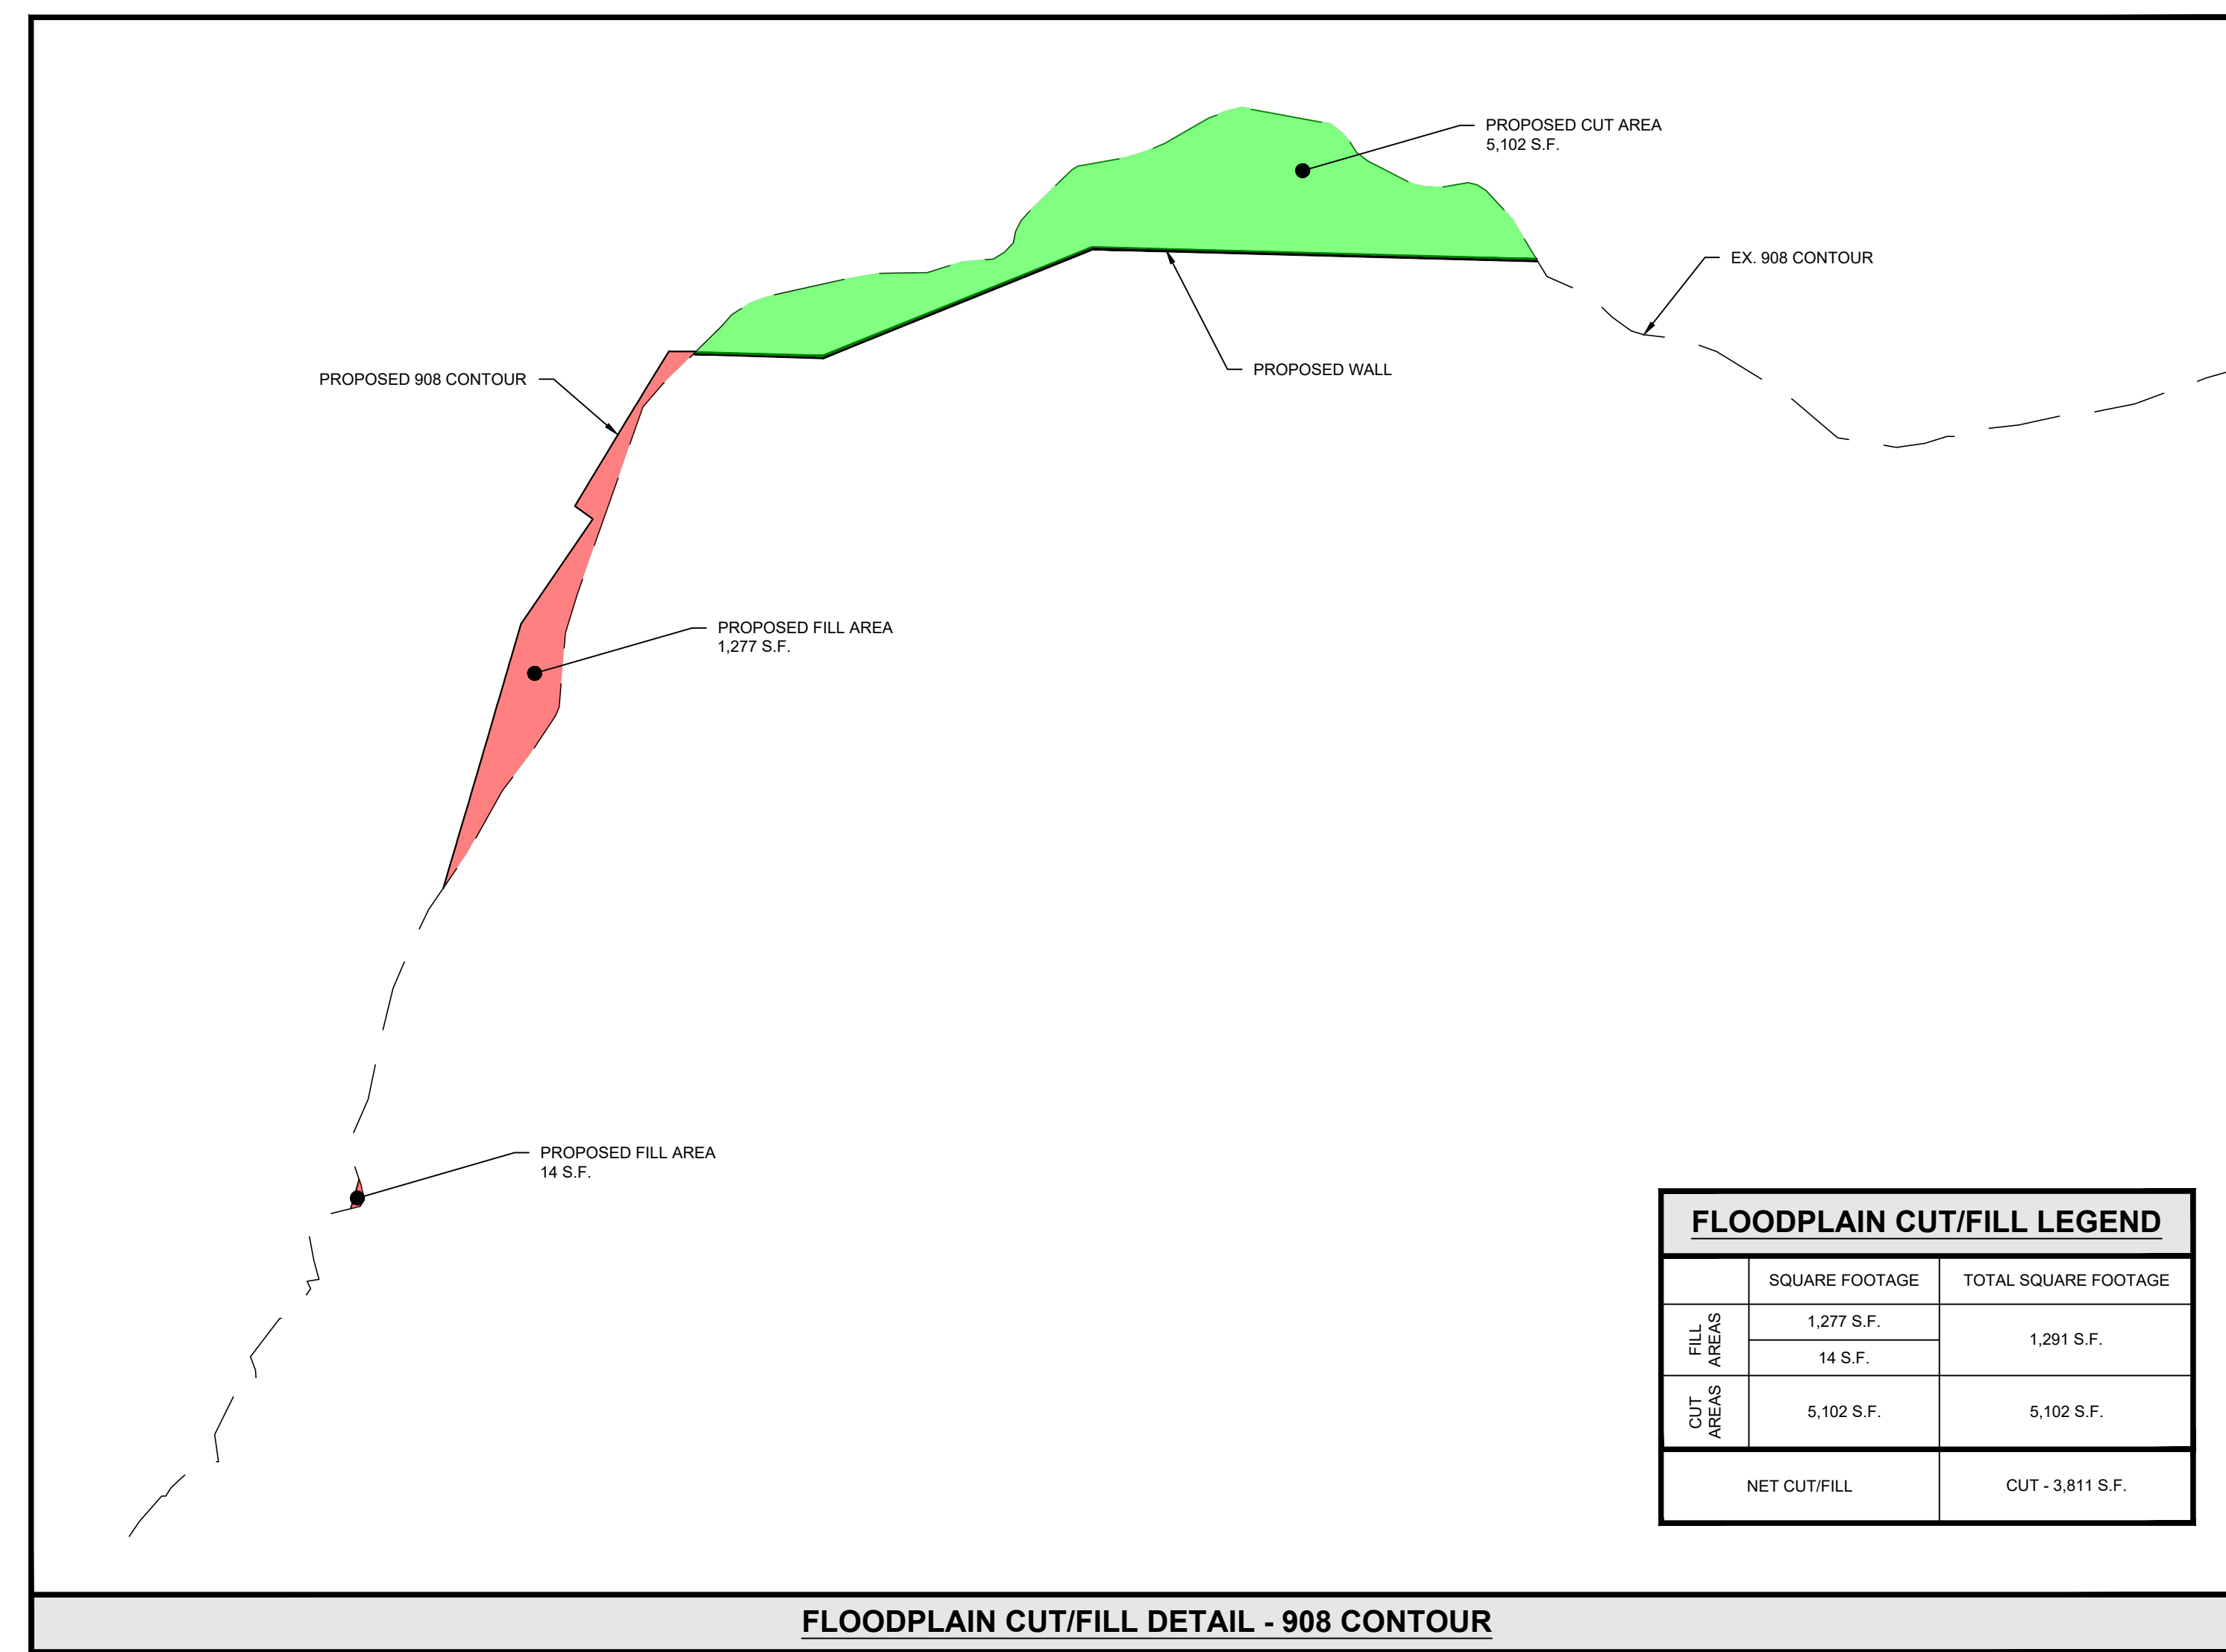 PROPOSED CUT AREA
5,102 S.F.
EX. 908 CONTOUR
PROPOSED WALL
PROPOSED 908 CONTOUR
PROPOSED FILL AREA
1,277 S.F.
PROPOSED FILL AREA
14 S.F.
FLOODPLAIN CUT/FILL LEGEND
SQUARE FOOTAGE TOTAL SQUARE FOOTAGE
FILL
AREAS
1,277 S.F.
14 S.F.
1,291 S.F.
CUT
AREAS
5,102 S.F. 5,102 S.F.
NET CUT/FILL CUT - 3,811 S.F.
FLOODPLAIN CUT/FILL DETAIL - 908 CONTOUR